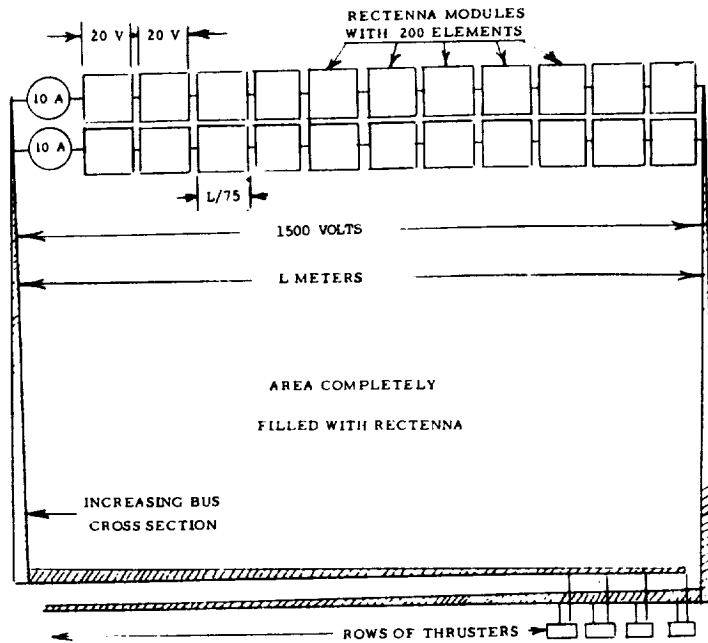 RECTENNA MODULES
WITH 200 ELEMENTS
20 V
20 V
10 A
10 A
L/75
1500 VOLTS
L METERS
AREA COMPLETELY
FILLED WITH RECTENNA
INCREASING BUS
CROSS SECTION
ROWS OF THRUSTERS